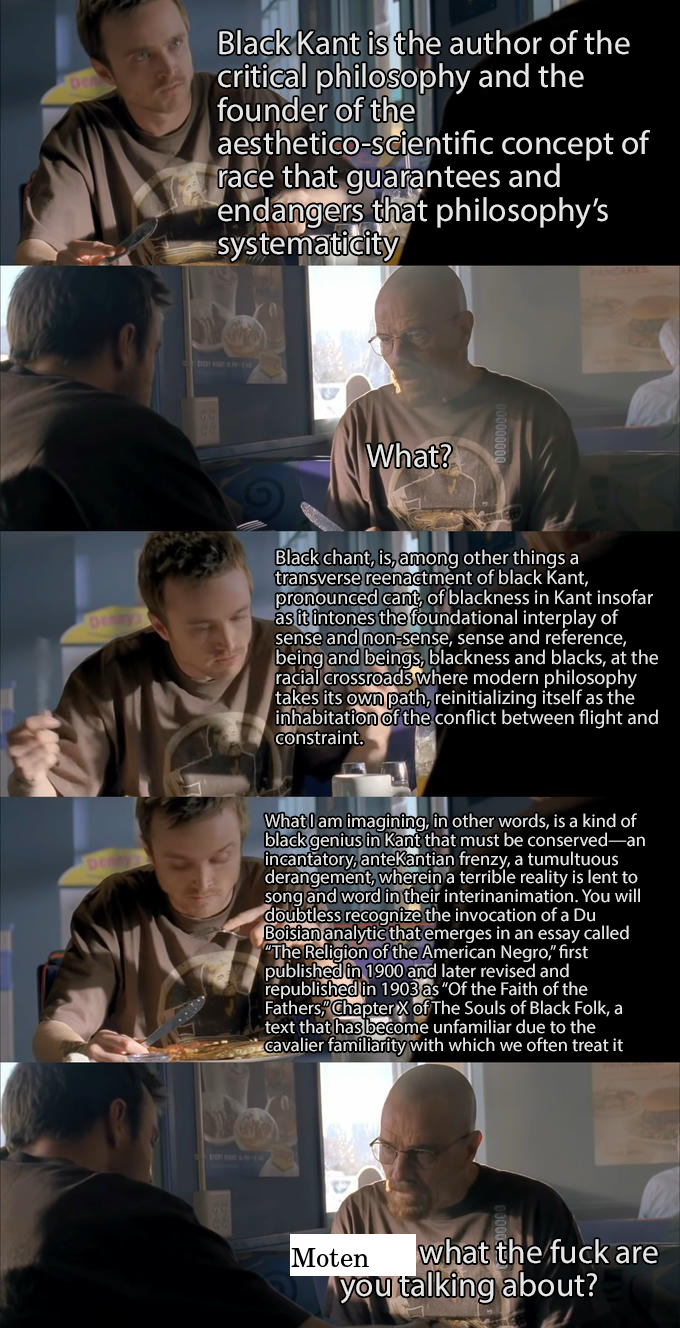 Denny's
Black Kant is the author of the
critical philosophy and the
founder of the
aesthetico-scientific concept of
race that guarantees and
endangers that philosophy's
systematicity
PANCAKES
What?
Denny's
Black chant, is, among other things a
transverse reenactment of black Kant,
pronounced cant, of blackness in Kant insofar
as it intones the foundational interplay of
sense and non-sense, sense and reference,
being and beings, blackness and blacks, at the
racial crossroads where modern philosophy
takes its own path, reinitializing itself as the
inhabitation of the conflict between flight and
constraint.
Denny's
What I am imagining, in other words, is a kind of
black genius in Kant that must be conserved—an
incantatory, anteKantian frenzy, a tumultuous
derangement, wherein a terrible reality is lent to
song and word in their interinanimation. You will
doubtless recognize the invocation of a Du
Boisian analytic that emerges in an essay called
"The Religion of the American Negro," first
published in 1900 and later revised and
republished in 1903 as "Of the Faith of the
Fathers," Chapter X of The Souls of Black Folk, a
text that has become unfamiliar due to the
cavalier familiarity with which we often treat it
Moten what the fuck are
you talking about?